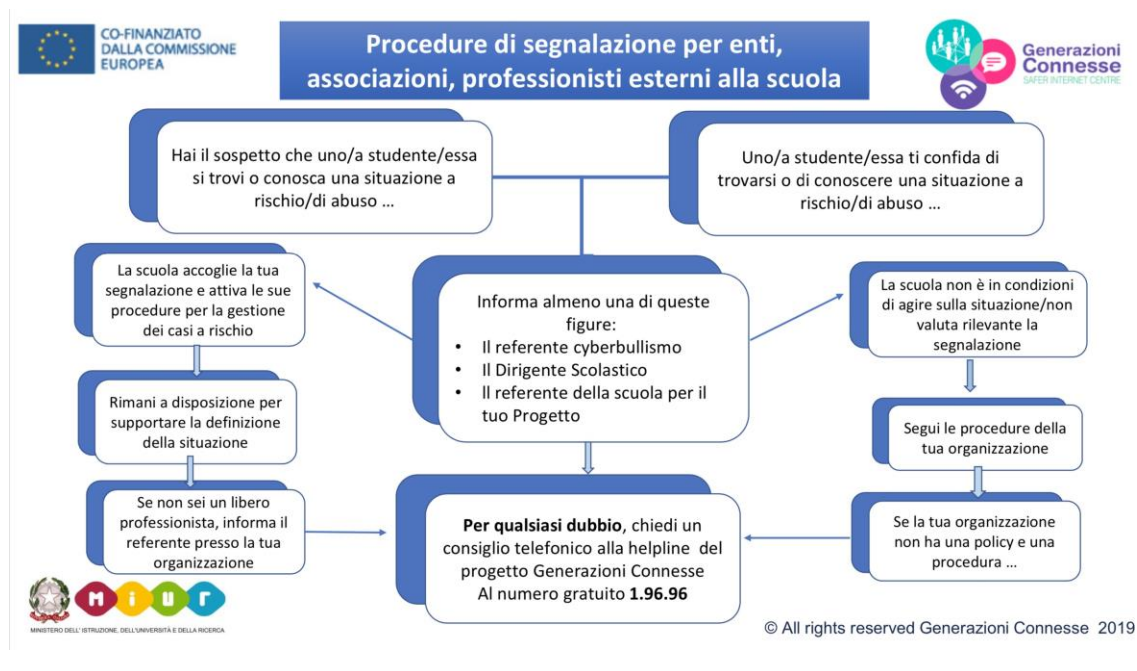 CO-FINANZIATO
DALLA COMMISSIONE
EUROPEA
Procedure di segnalazione per enti,
associazioni, professionisti esterni alla scuola
Generazioni
Connesse
SAFER INTERNET CENTRE
Hai il sospetto che uno/a studente/essa
si trovi o conosca una situazione a
rischio/di abuso ...
Uno/a studente/essa ti confida di
trovarsi o di conoscere una situazione a
rischio/di abuso ...
La scuola accoglie la tua
segnalazione e attiva le sue
procedure per la gestione
dei casi a rischio
Informa almeno una di queste
figure:
• Il referente cyberbullismo
• Il Dirigente Scolastico
• Il referente della scuola per il
tuo Progetto
La scuola non è in condizioni
di agire sulla situazione/non
valuta rilevante la
segnalazione
Rimani a disposizione per
supportare la definizione
della situazione
Segui le procedure della
tua organizzazione
Se non sei un libero
professionista, informa il
referente presso la tua
organizzazione
Per qualsiasi dubbio, chiedi un
consiglio telefonico alla helpline del
progetto Generazioni Connesse
Al numero gratuito 1.96.96
Se la tua organizzazione
non ha una policy e una
procedura ...
MIUR
MINISTERO DELL' ISTRUZIONE, DELL'UNIVERSITÀ E DELLA RICERCA
© All rights reserved Generazioni Connesse 2019